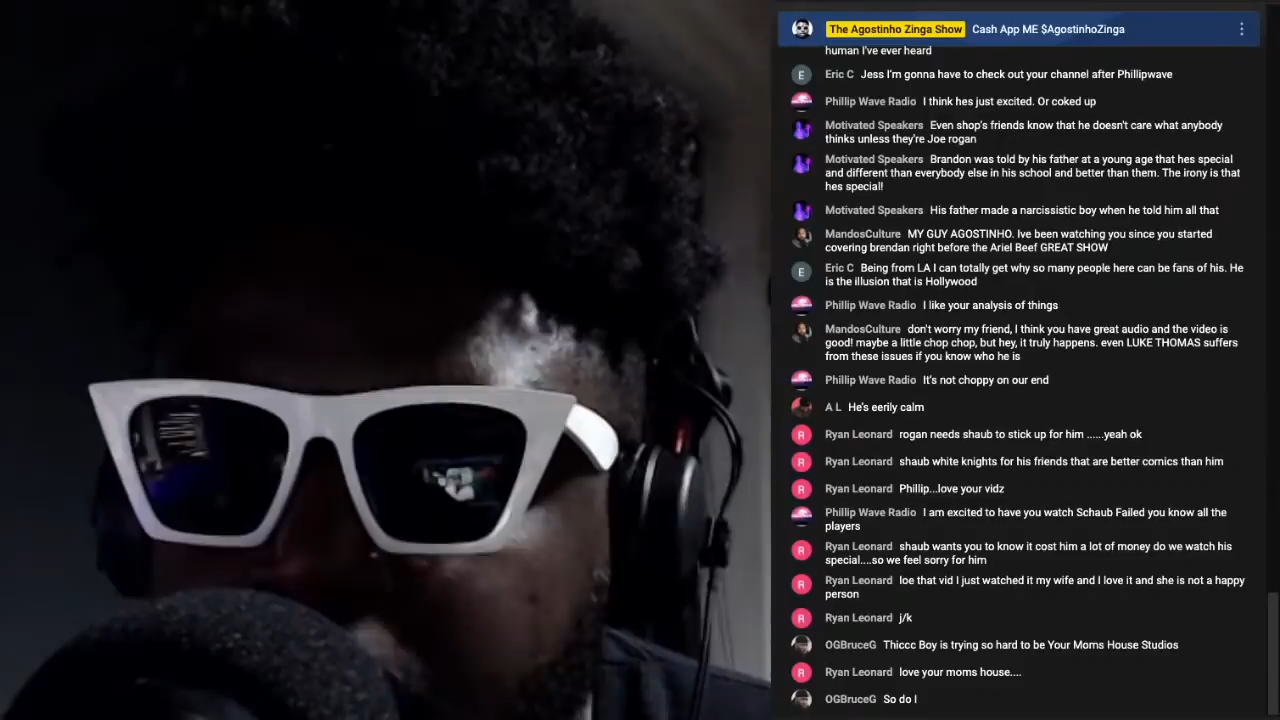 The Agostinho Zinga Show Cash App ME $AgostinhoZinga
human I've ever heard
E Eric C Jess I'm gonna have to check out your channel after Phillipwave
Phillip Wave Radio I think hes just excited. Or coked up
Motivated Speakers Even shop's friends know that he doesn't care what anybody
thinks unless they're Joe rogan
Motivated Speakers Brandon was told by his father at a young age that hes special
and different than everybody else in his school and better than them. The irony is that
hes special!
Motivated Speakers His father made a narcissistic boy when he told him all that
MandosCulture MY GUY AGOSTINHO. Ive been watching you since you started
covering brendan right before the Ariel Beef GREAT SHOW
E Eric C Being from LA I can totally get why so many people here can be fans of his. He
is the illusion that is Hollywood
Phillip Wave Radio I like your analysis of things
MandosCulture don't worry my friend, I think you have great audio and the video is
good! maybe a little chop chop, but hey, it truly happens. even LUKE THOMAS suffers
from these issues if you know who he is
Phillip Wave Radio It's not choppy on our end
A L He's eerily calm
R Ryan Leonard rogan needs shaub to stick up for him ......yeah ok
R Ryan Leonard shaub white knights for his friends that are better comics than him
R Ryan Leonard Phillip...love your vidz
Phillip Wave Radio I am excited to have you watch Schaub Failed you know all the
players
R Ryan Leonard shaub wants you to know it cost him a lot of money do we watch his
special....so we feel sorry for him
R Ryan Leonard loe that vid I just watched it my wife and I love it and she is not a happy
person
R Ryan Leonard j/k
OGBruceG Thiccc Boy is trying so hard to be Your Moms House Studios
R Ryan Leonard love your moms house....
OGBruceG So do I